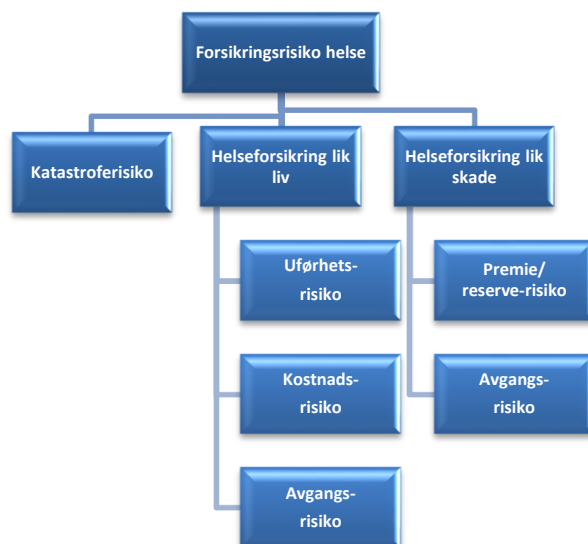 Forsikringsrisiko helse
Katastroferisiko
Helseforsikring lik
liv
Helseforsikring lik
skade
Uførhets-
risiko
Premie/
reserve-risiko
Kostnads-
risiko
Avgangs-
risiko
Avgangs-
risiko